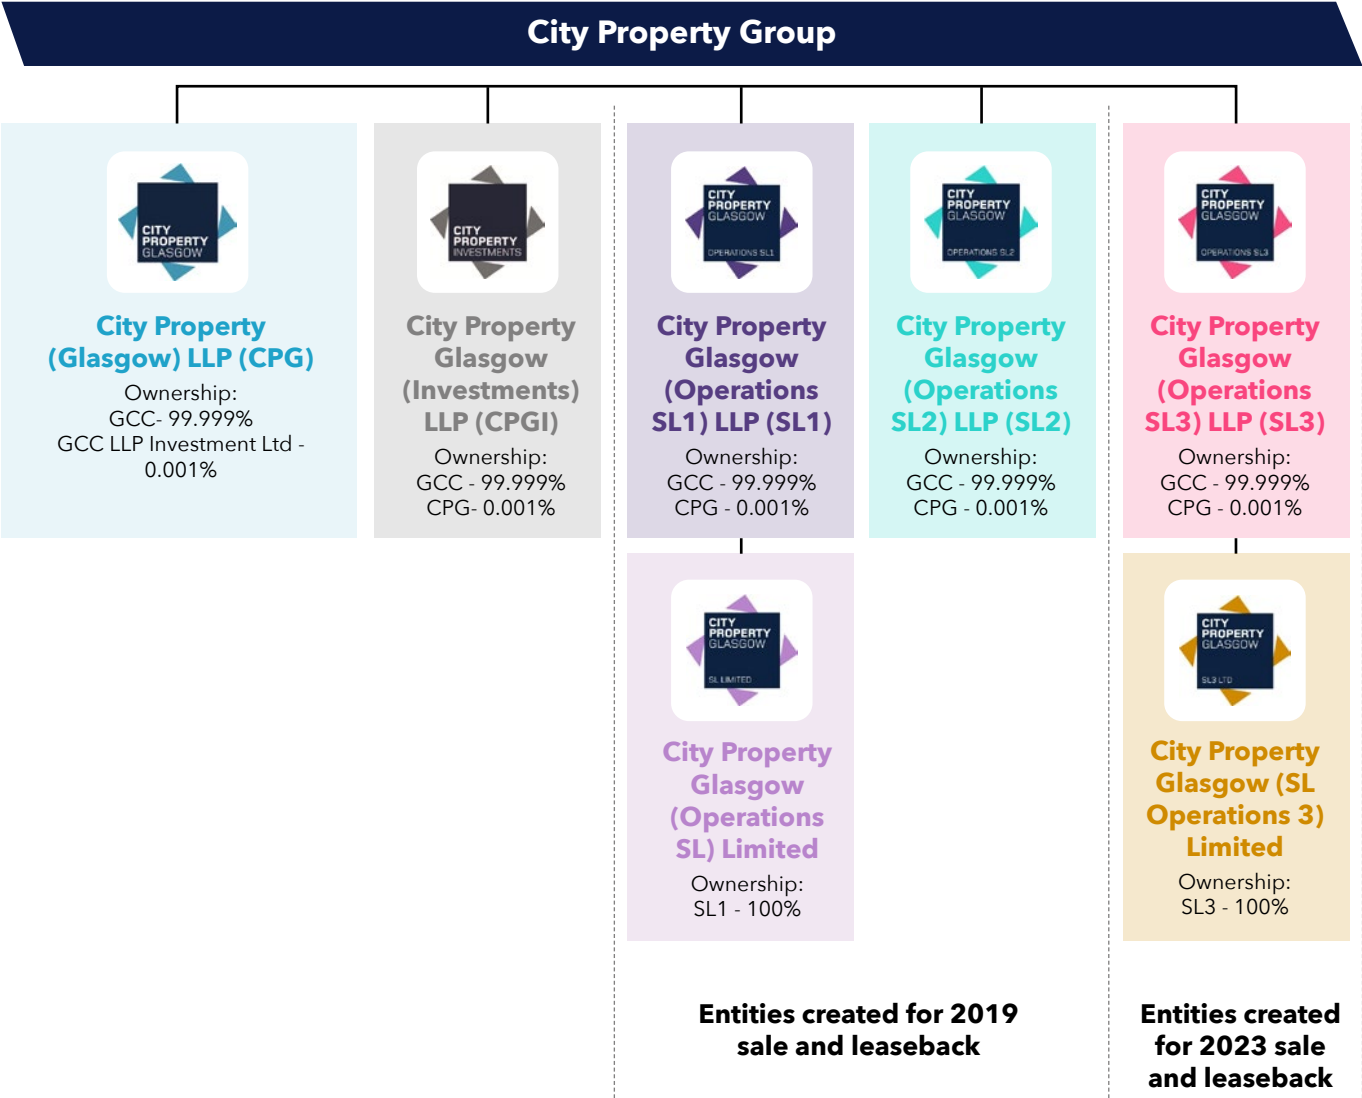 City Property Group
CITY
PROPERTY
GLASGOW
City Property
(Glasgow) LLP (CPG)
Ownership:
GCC- 99.999%
GCC LLP Investment Ltd -
0.001%
CITY
PROPERTY
INVESTMENTS
City Property
Glasgow
(Investments)
LLP (CPGI)
Ownership:
GCC - 99.999%
CPG- 0.001%
CITY
PROPERTY
GLASGOW
OPERATIONS SL1
City Property
Glasgow
(Operations
SL1) LLP (SL1)
Ownership:
GCC - 99.999%
CPG - 0.001%
CITY
PROPERTY
GLASGOW
OPERATIONS SL2
City Property
Glasgow
(Operations
SL2) LLP (SL2)
Ownership:
GCC - 99.999%
CPG - 0.001%
CITY
PROPERTY
GLASGOW
OPERATIONS SL3
City Property
Glasgow
(Operations
SL3) LLP (SL3)
Ownership:
GCC - 99.999%
CPG - 0.001%
CITY
PROPERTY
GLASGOW
SL LIMITED
City Property
Glasgow
(Operations
SL) Limited
Ownership:
SL1 - 100%
CITY
PROPERTY
GLASGOW
SL3 LTD
City Property
Glasgow (SL
Operations 3)
Limited
Ownership:
SL3 - 100%
Entities created for 2019
sale and leaseback
Entities created
for 2023 sale
and leaseback